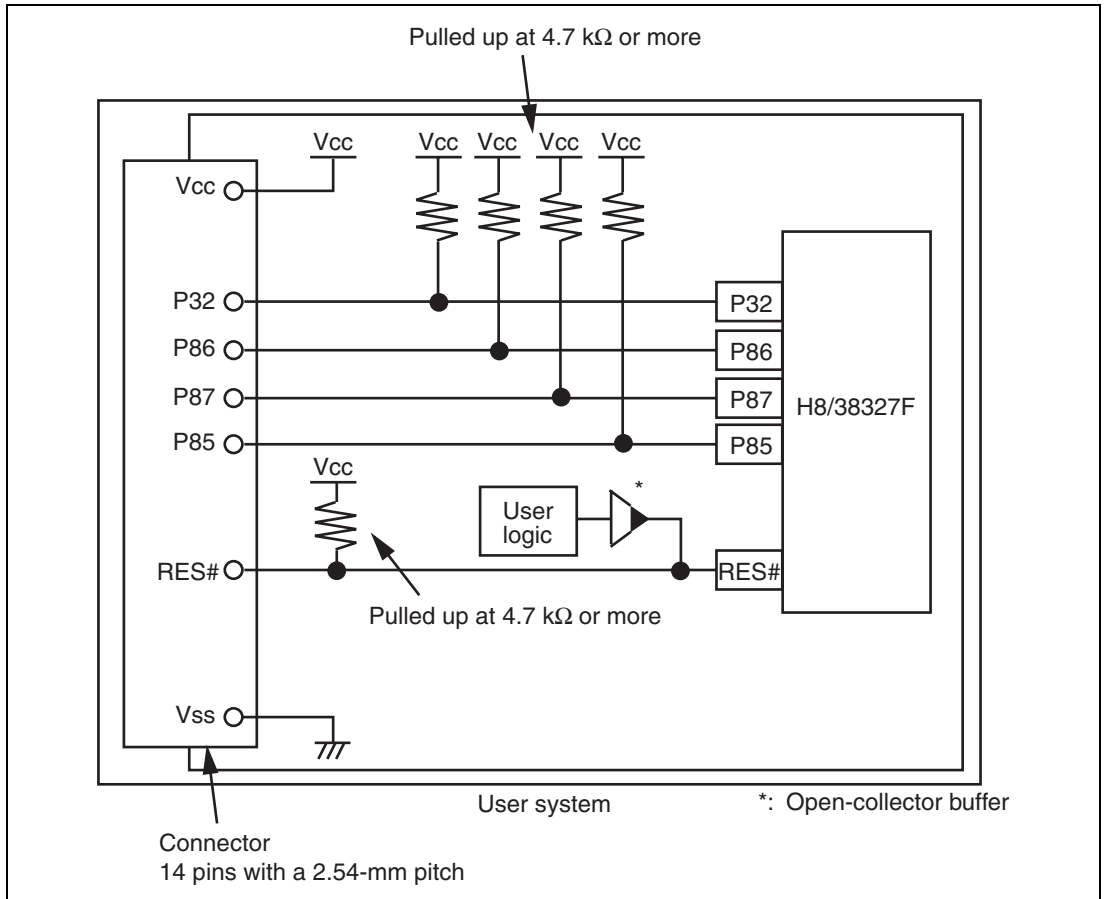 Pulled up at 4.7 kΩ or more
Vcc Vcc Vcc Vcc Vcc
Vcc
P32 P32
P86 P86
P87 P87
H8/38327F
P85 P85
Vcc
*
User
logic
RES# RES#
Pulled up at 4.7 kΩ or more
Vss
User system
*: Open-collector buffer
Connector
14 pins with a 2.54-mm pitch